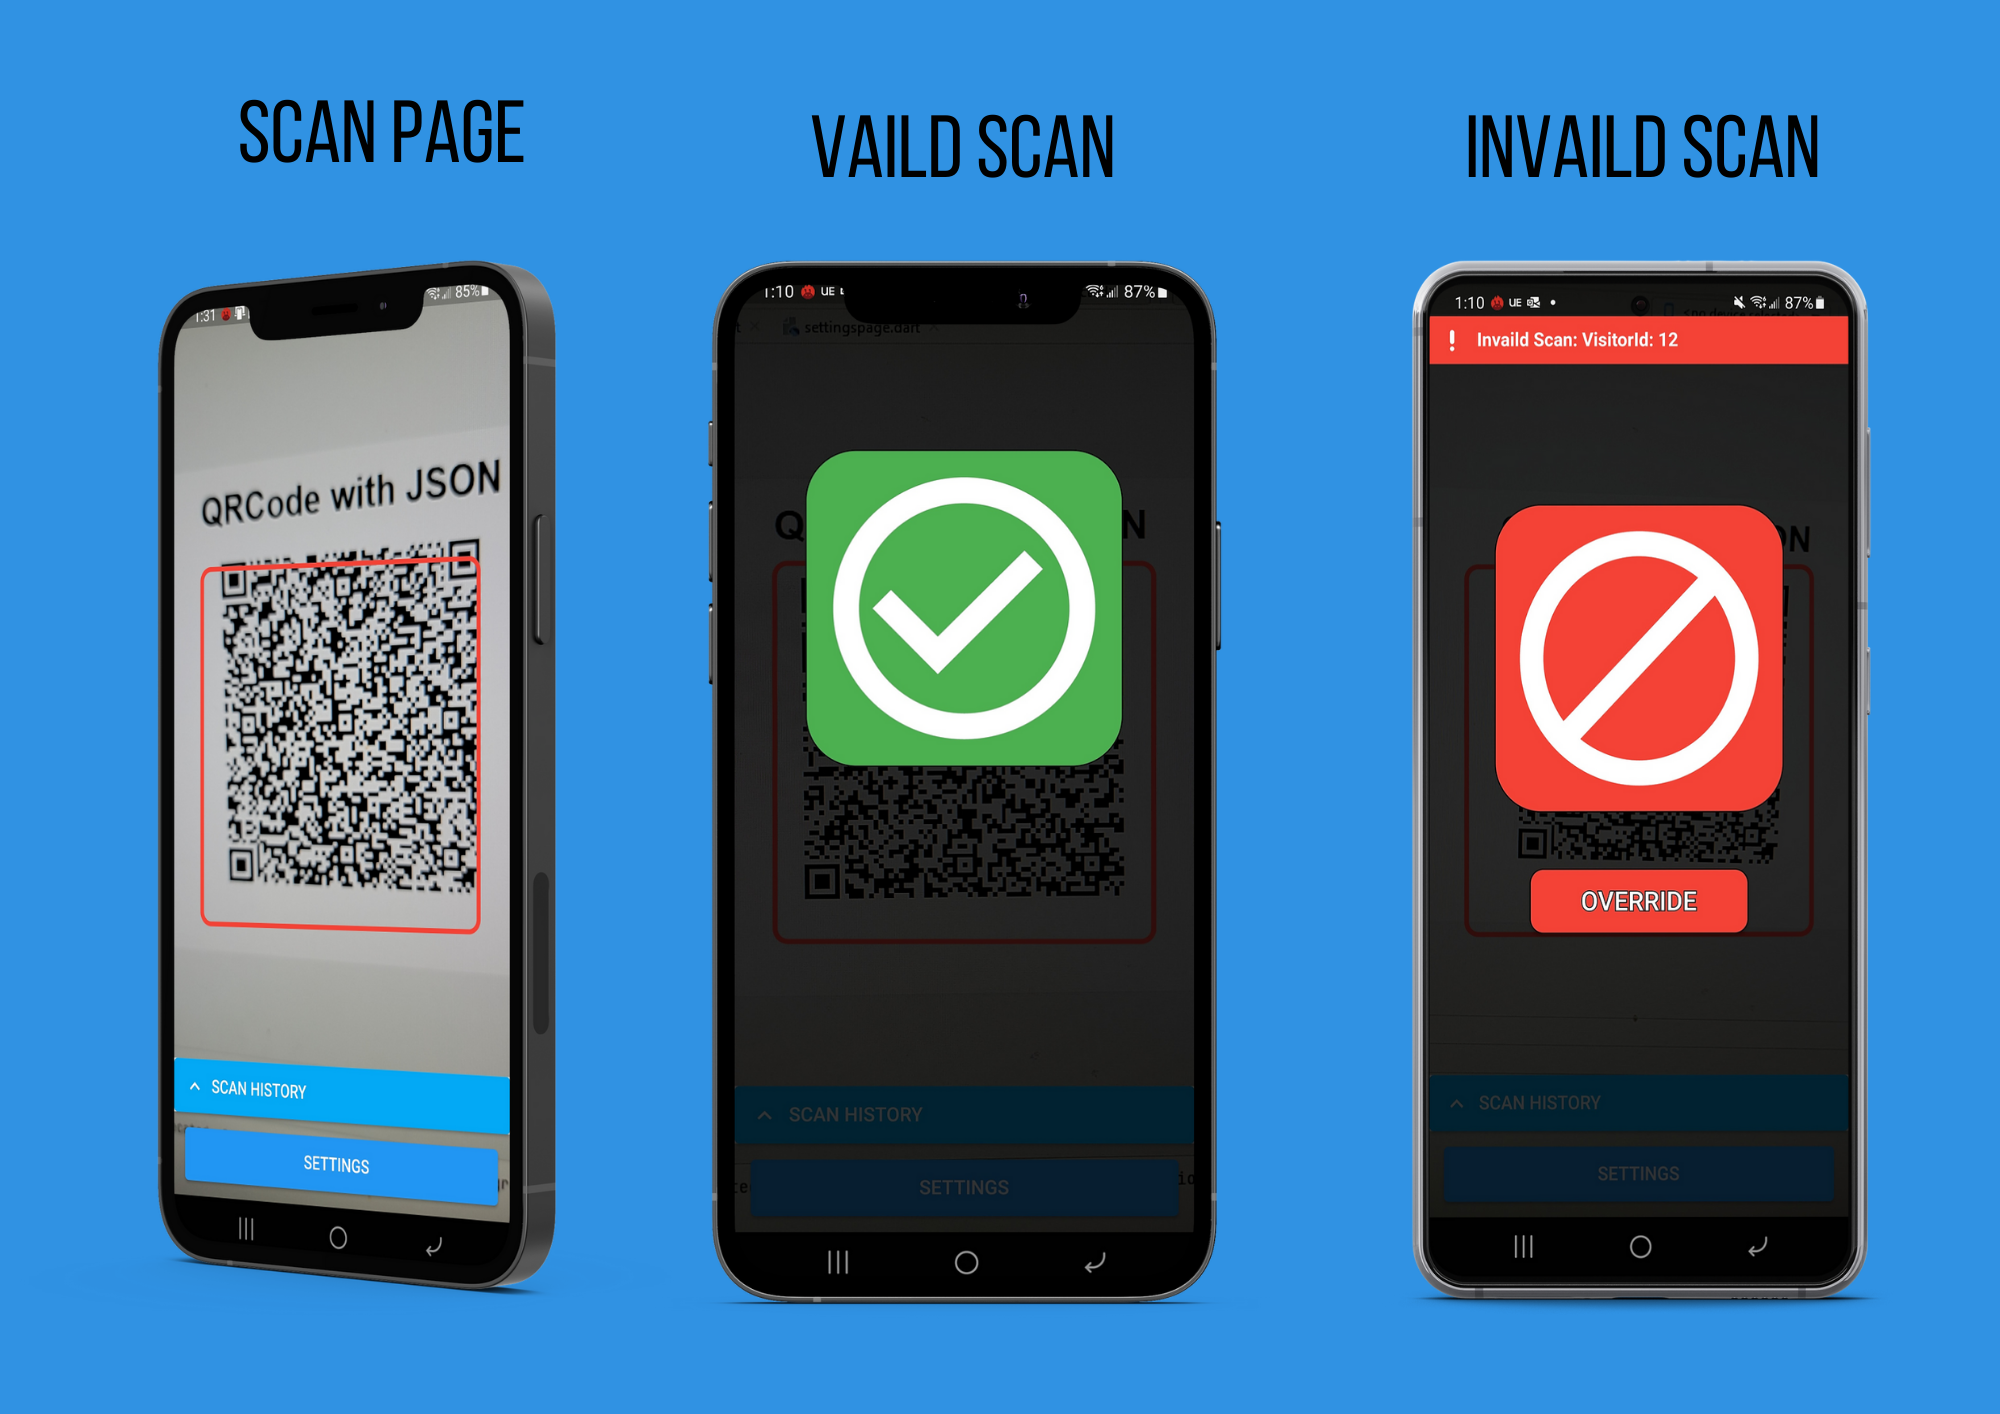 SCAN PAGE
VAILD SCAN
INVAILD SCAN
1:31
85%
QRCode with JSON
SCAN HISTORY
SETTINGS
1:10 UE
87%
settingspage.dart
Q
N
SCAN HISTORY
SETTINGS
1:10 UE
87%
Invaild Scan: VisitorId: 12
ON
OVERRIDE
SCAN HISTORY
SETTINGS